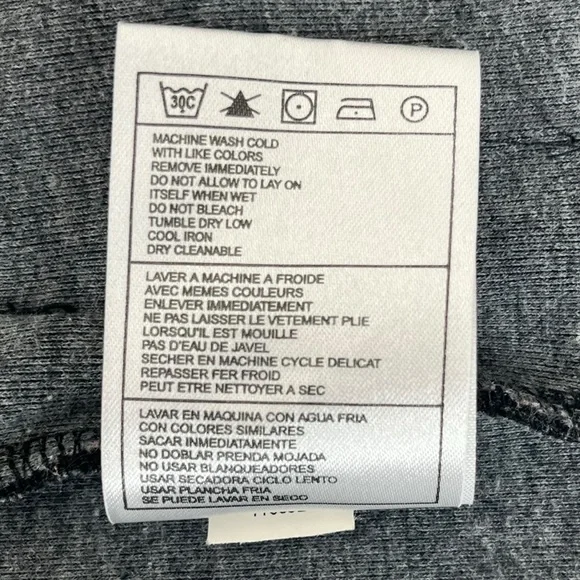 30C P
MACHINE WASH COLD
WITH LIKE COLORS
REMOVE IMMEDIATELY
DO NOT ALLOW TO LAY ON
ITSELF WHEN WET
DO NOT BLEACH
TUMBLE DRY LOW
COOL IRON
DRY CLEANABLE
LAVER A MACHINE A FROIDE
AVEC MEMES COULEURS
ENLEVER IMMEDIATEMENT
NE PAS LAISSER LE VETEMENT PLIE
LORSQU'IL EST MOUILLE
PAS D'EAU DE JAVEL
SECHER EN MACHINE CYCLE DELICAT
REPASSER FER FROID
PEUT ETRE NETTOYER A SEC
LAVAR EN MAQUINA CON AGUA FRIA
CON COLORES SIMILARES
SACAR INMEDIATAMENTE
NO DOBLAR PRENDA MOJADA
NO USAR BLANQUEADORES
USAR SECADORA CICLO LENTO
USAR PLANCHA FRIA
SE PUEDE LAVAR EN SECO